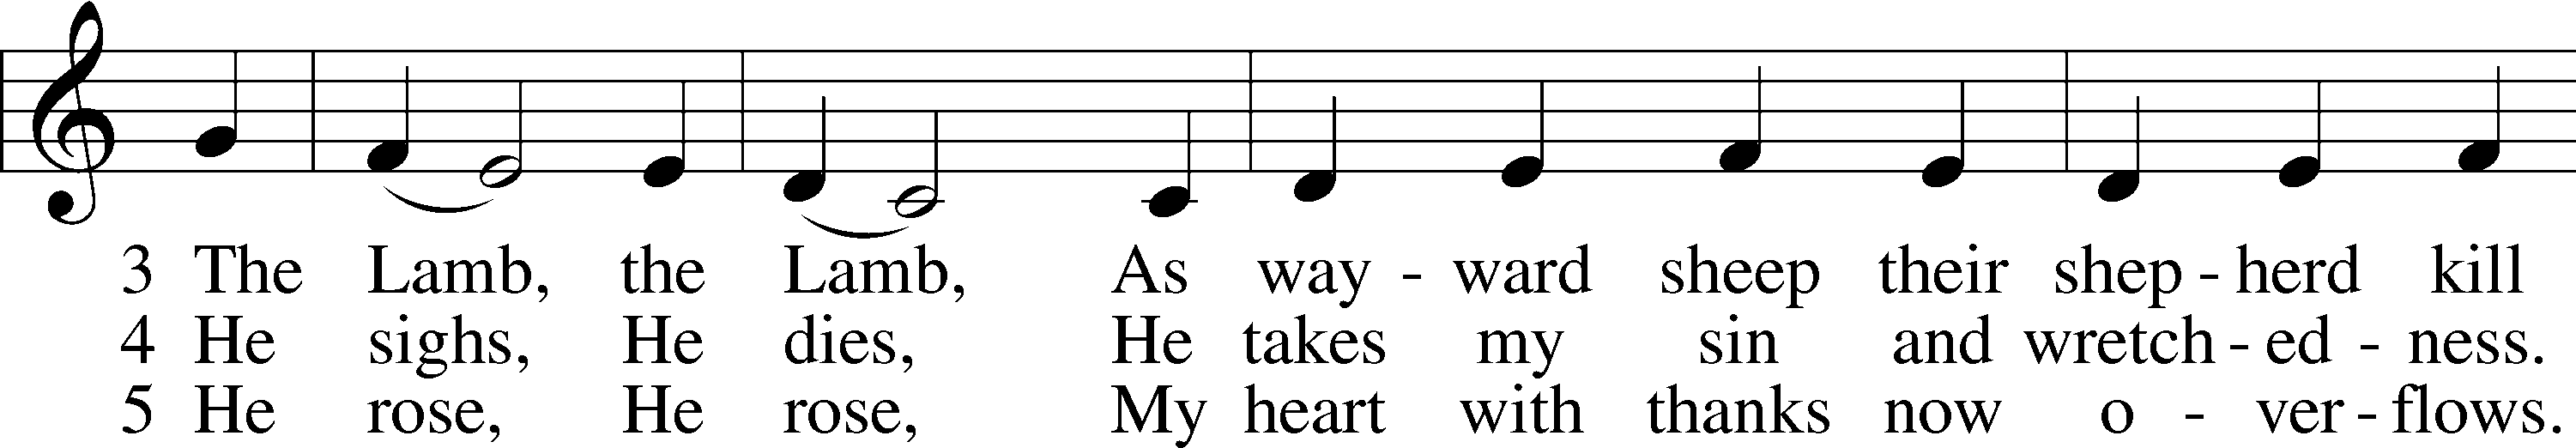 3 The Lamb, the Lamb, As way - ward sheep their shep - herd kill
4 He sighs, He dies, He takes my sin and wretch - ed - ness.
5 He rose, He rose, My heart with thanks now o - ver - flows.